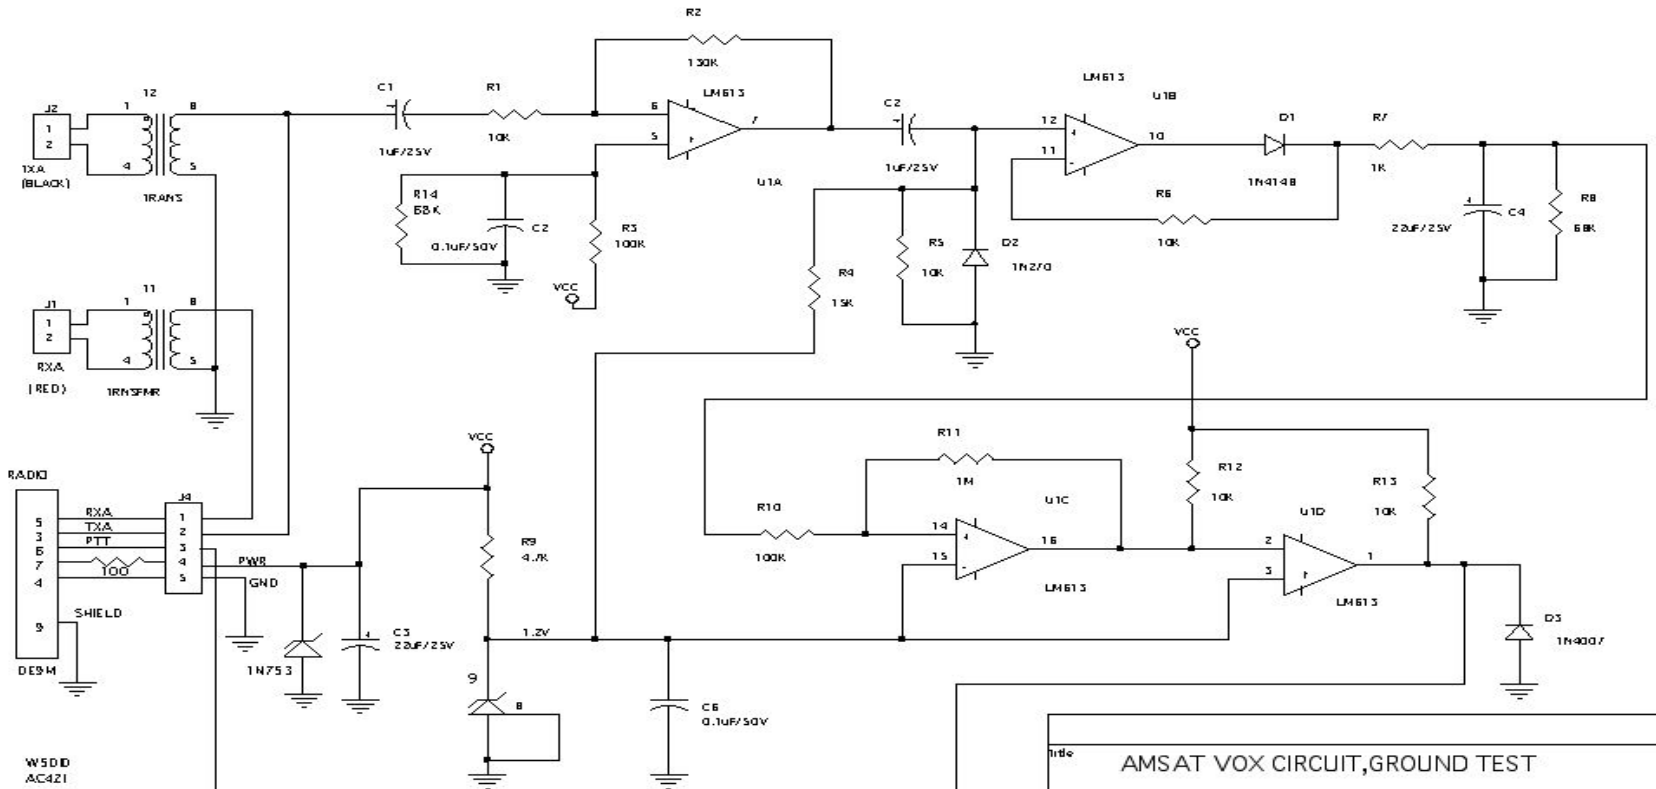 R2
130K
C1
R1
LM613
6
7
5
10K
1uF/25V
U1A
12
J2
1
8
1
2
4
5
TXA
(BLACK)
TRANS
R14
68K
C2
0.1uF/50V
R3
100K
VCC
C2
1uF/25V
LM613
U1B
12
10
11
D1
1N4148
R7
1K
R6
10K
C4
22uF/25V
R8
68K
R4
15K
R5
10K
D2
1N270
11
J1
1
8
1
2
4
5
RXA
(RED)
TRNSFMR
VCC
VCC
R11
1M
R12
10K
R13
10K
RADIO
J4
5
RXA
1
3
TXA
2
6
PTT
3
7
100
4
PWR
4
5
GND
SHIELD
9
DE9M
1N753
C3
22uF/25V
R9
4.7K
1.2V
9
8
C6
0.1uF/50V
R10
100K
14
15
16
U1C
LM613
U1D
2
3
1
LM613
D3
1N4007
W5DID
AC4ZI
Title
AMSAT VOX CIRCUIT,GROUND TEST